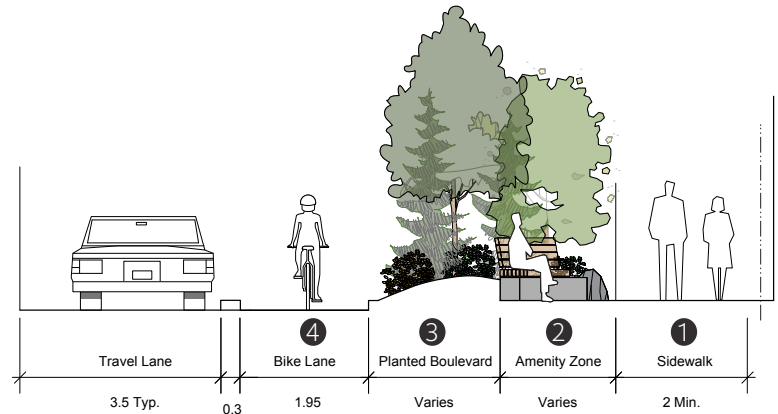 4 3 2 1
Travel Lane Bike Lane Planted Boulevard Amenity Zone Sidewalk
3.5 Typ. 0.3 1.95 Varies Varies 2 Min.